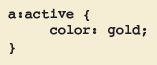 a:active {
color: gold;
}